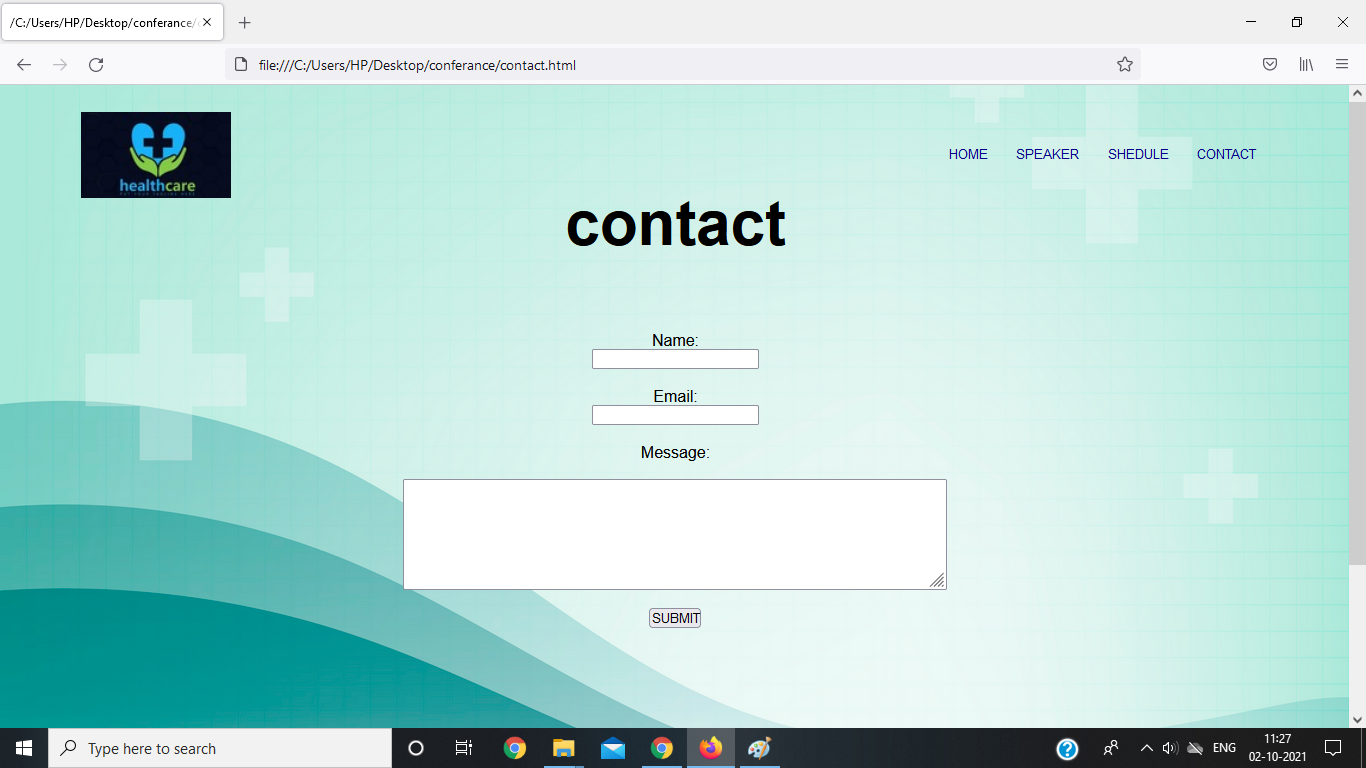 /C:/Users/HP/Desktop/conferance/
file:///C:/Users/HP/Desktop/conferance/contact.html
healthcare
HOME SPEAKER SHEDULE CONTACT
contact
Name:
Email:
Message:
SUBMIT
Type here to search
ENG
11:27
02-10-2021